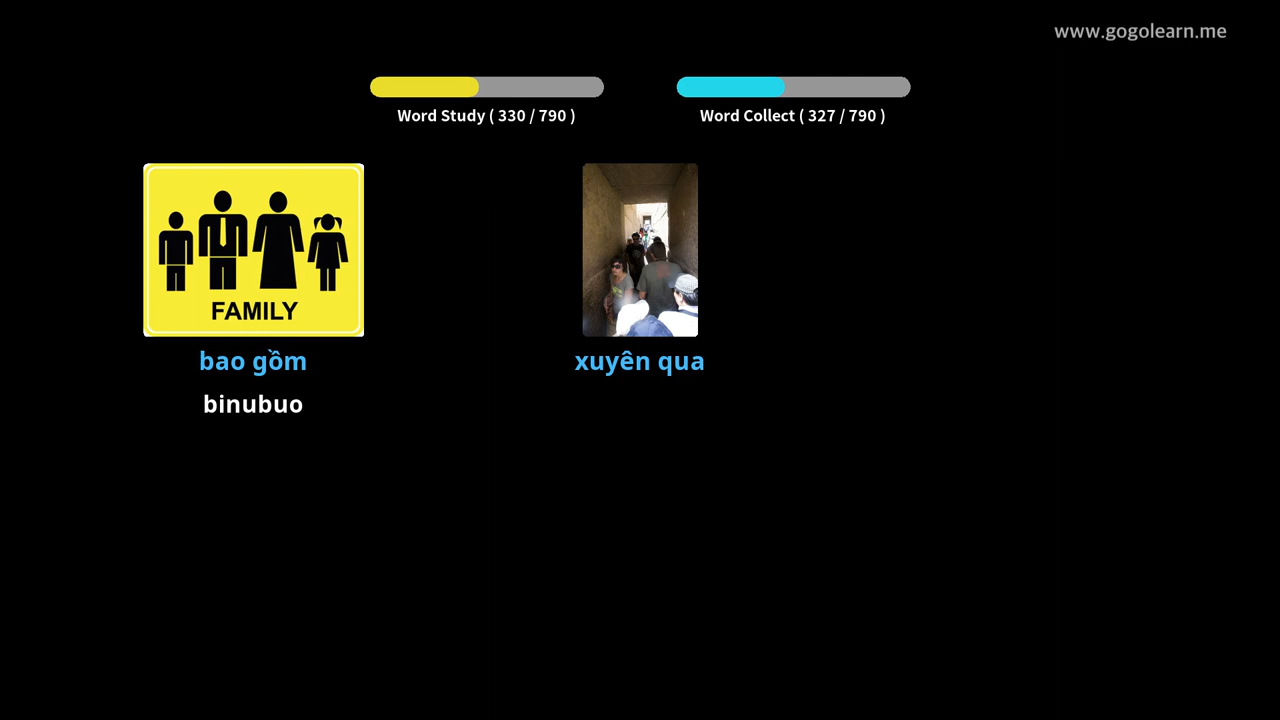 www.gogolearn.me
Word Study ( 330 / 790 )
Word Collect ( 327 / 790 )
FAMILY
bao gồm
xuyên qua
binubuo